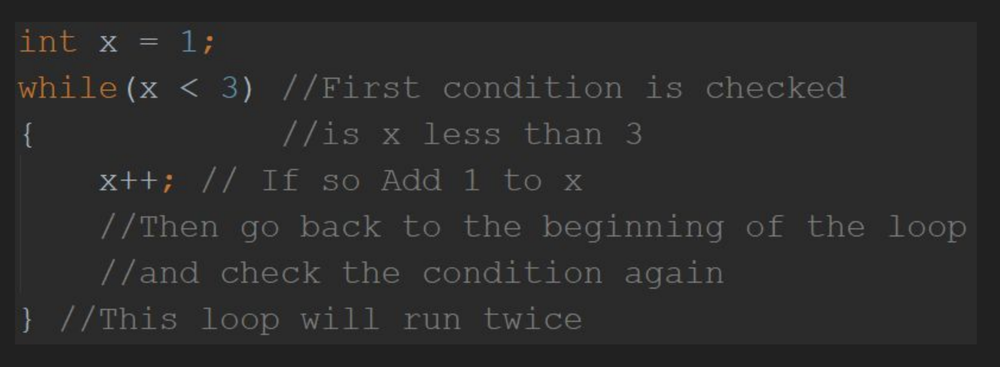 int x = 1;
while(x < 3) //First condition is checked
{             //is x less than 3
    x++; // If so Add 1 to x
    //Then go back to the beginning of the loop
    //and check the condition again
} //This loop will run twice